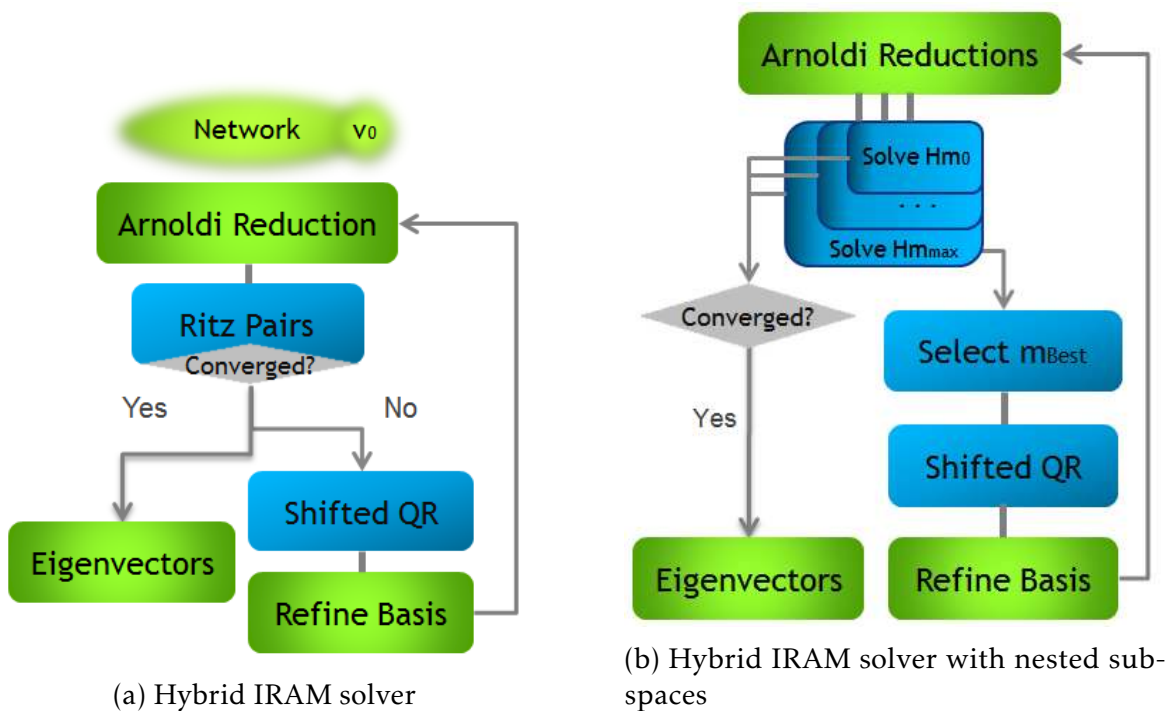 Network
v0
Arnoldi Reduction
Ritz Pairs
Converged?
Yes
No
Shifted QR
Eigenvectors
Refine Basis
(a) Hybrid IRAM solver
Arnoldi Reductions
Solve Hm0
. . .
Solve Hmmax
Converged?
Select mBest
Yes
Shifted QR
Eigenvectors
Refine Basis
(b) Hybrid IRAM solver with nested sub-
spaces